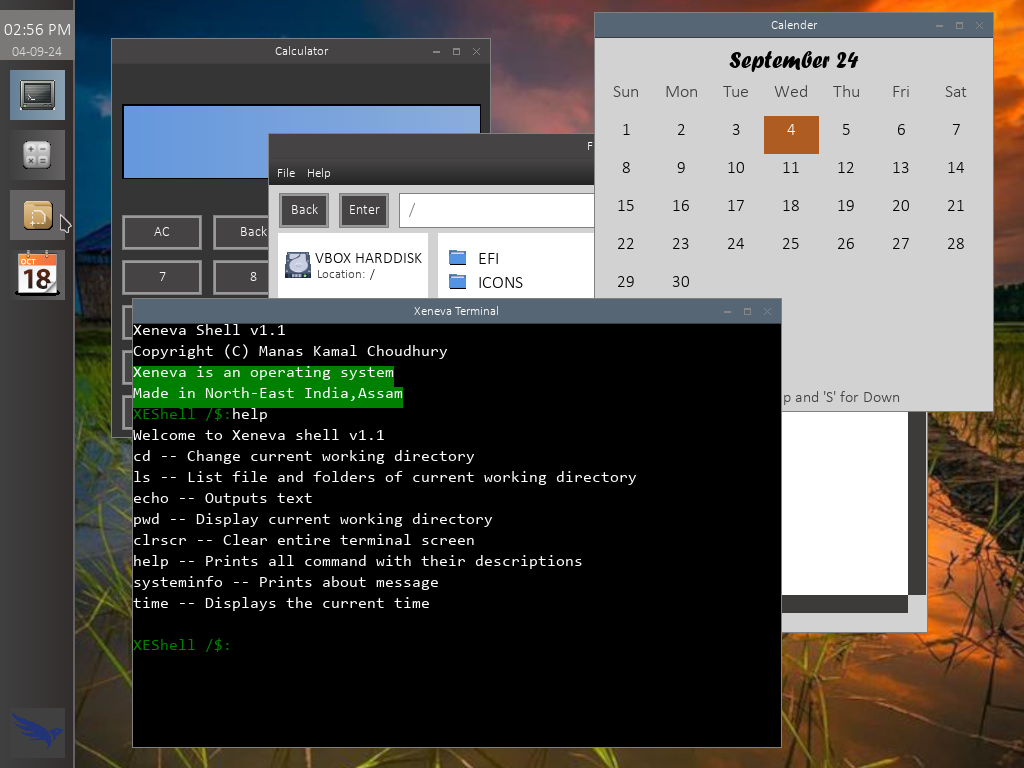 02:56 PM
04-09-24
OCT
18
Calculator
AC
Back
7
8
F
File Help
Back
Enter
/
VBOX HARDDISK
Location: /
EFI
ICONS
Calender
September 24
Sun Mon Tue Wed Thu Fri Sat
1 2 3 4 5 6 7
8 9 10 11 12 13 14
15 16 17 18 19 20 21
22 23 24 25 26 27 28
29 30
p and 'S' for Down
Xeneva Terminal
Xeneva Shell v1.1
Copyright (C) Manas Kamal Choudhury
Xeneva is an operating system
Made in North-East India,Assam
XEShell /$:help
Welcome to Xeneva shell v1.1
cd -- Change current working directory
ls -- List file and folders of current working directory
echo -- Outputs text
pwd -- Display current working directory
clrscr -- Clear entire terminal screen
help -- Prints all command with their descriptions
systeminfo -- Prints about message
time -- Displays the current time
XEShell /$: